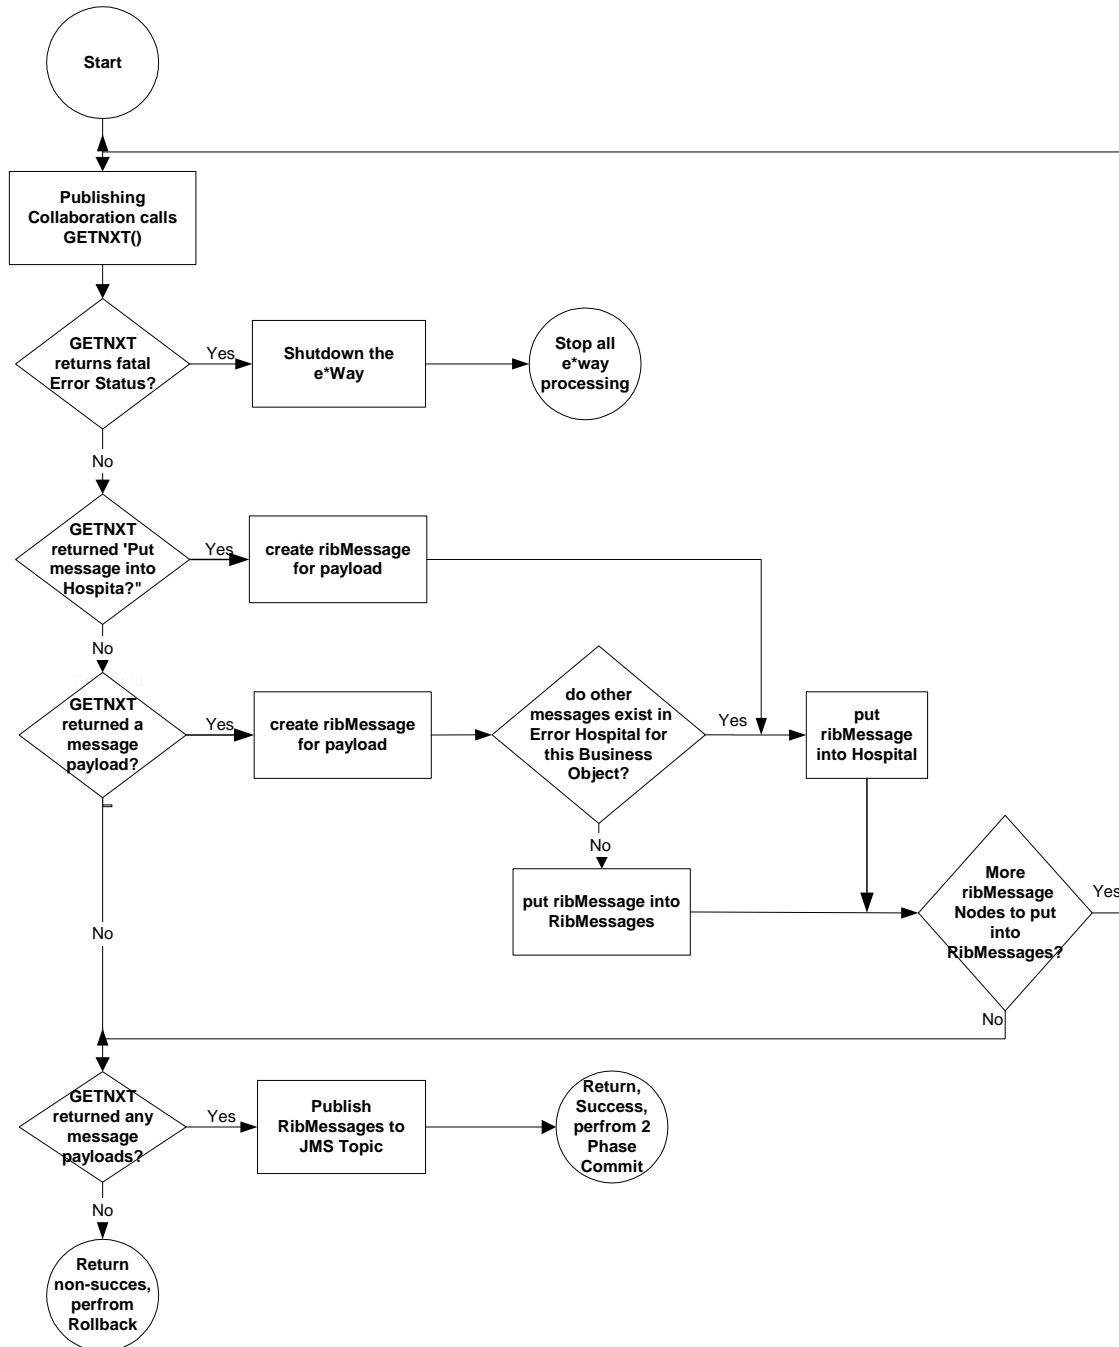 Start
Publishing
Collaboration calls
GETNXT()
GETNXT
returns fatal
Error Status?
Yes
Shutdown the
e*Way
Stop all
e*way
processing
No
GETNXT
returned 'Put
message into
Hospita?"
Yes
create ribMessage
for payload
No
GETNXT
returned a
message
payload?
Yes
create ribMessage
for payload
do other
messages exist in
Error Hospital for
this Business
Object?
Yes
put
ribMessage
into Hospital
No
put ribMessage into
RibMessages
More
ribMessage
Nodes to put
into
RibMessages?
Yes
No
No
GETNXT
returned any
message
payloads?
Yes
Publish
RibMessages to
JMS Topic
Return,
Success,
perfrom 2
Phase
Commit
No
Return
non-succes,
perfrom
Rollback